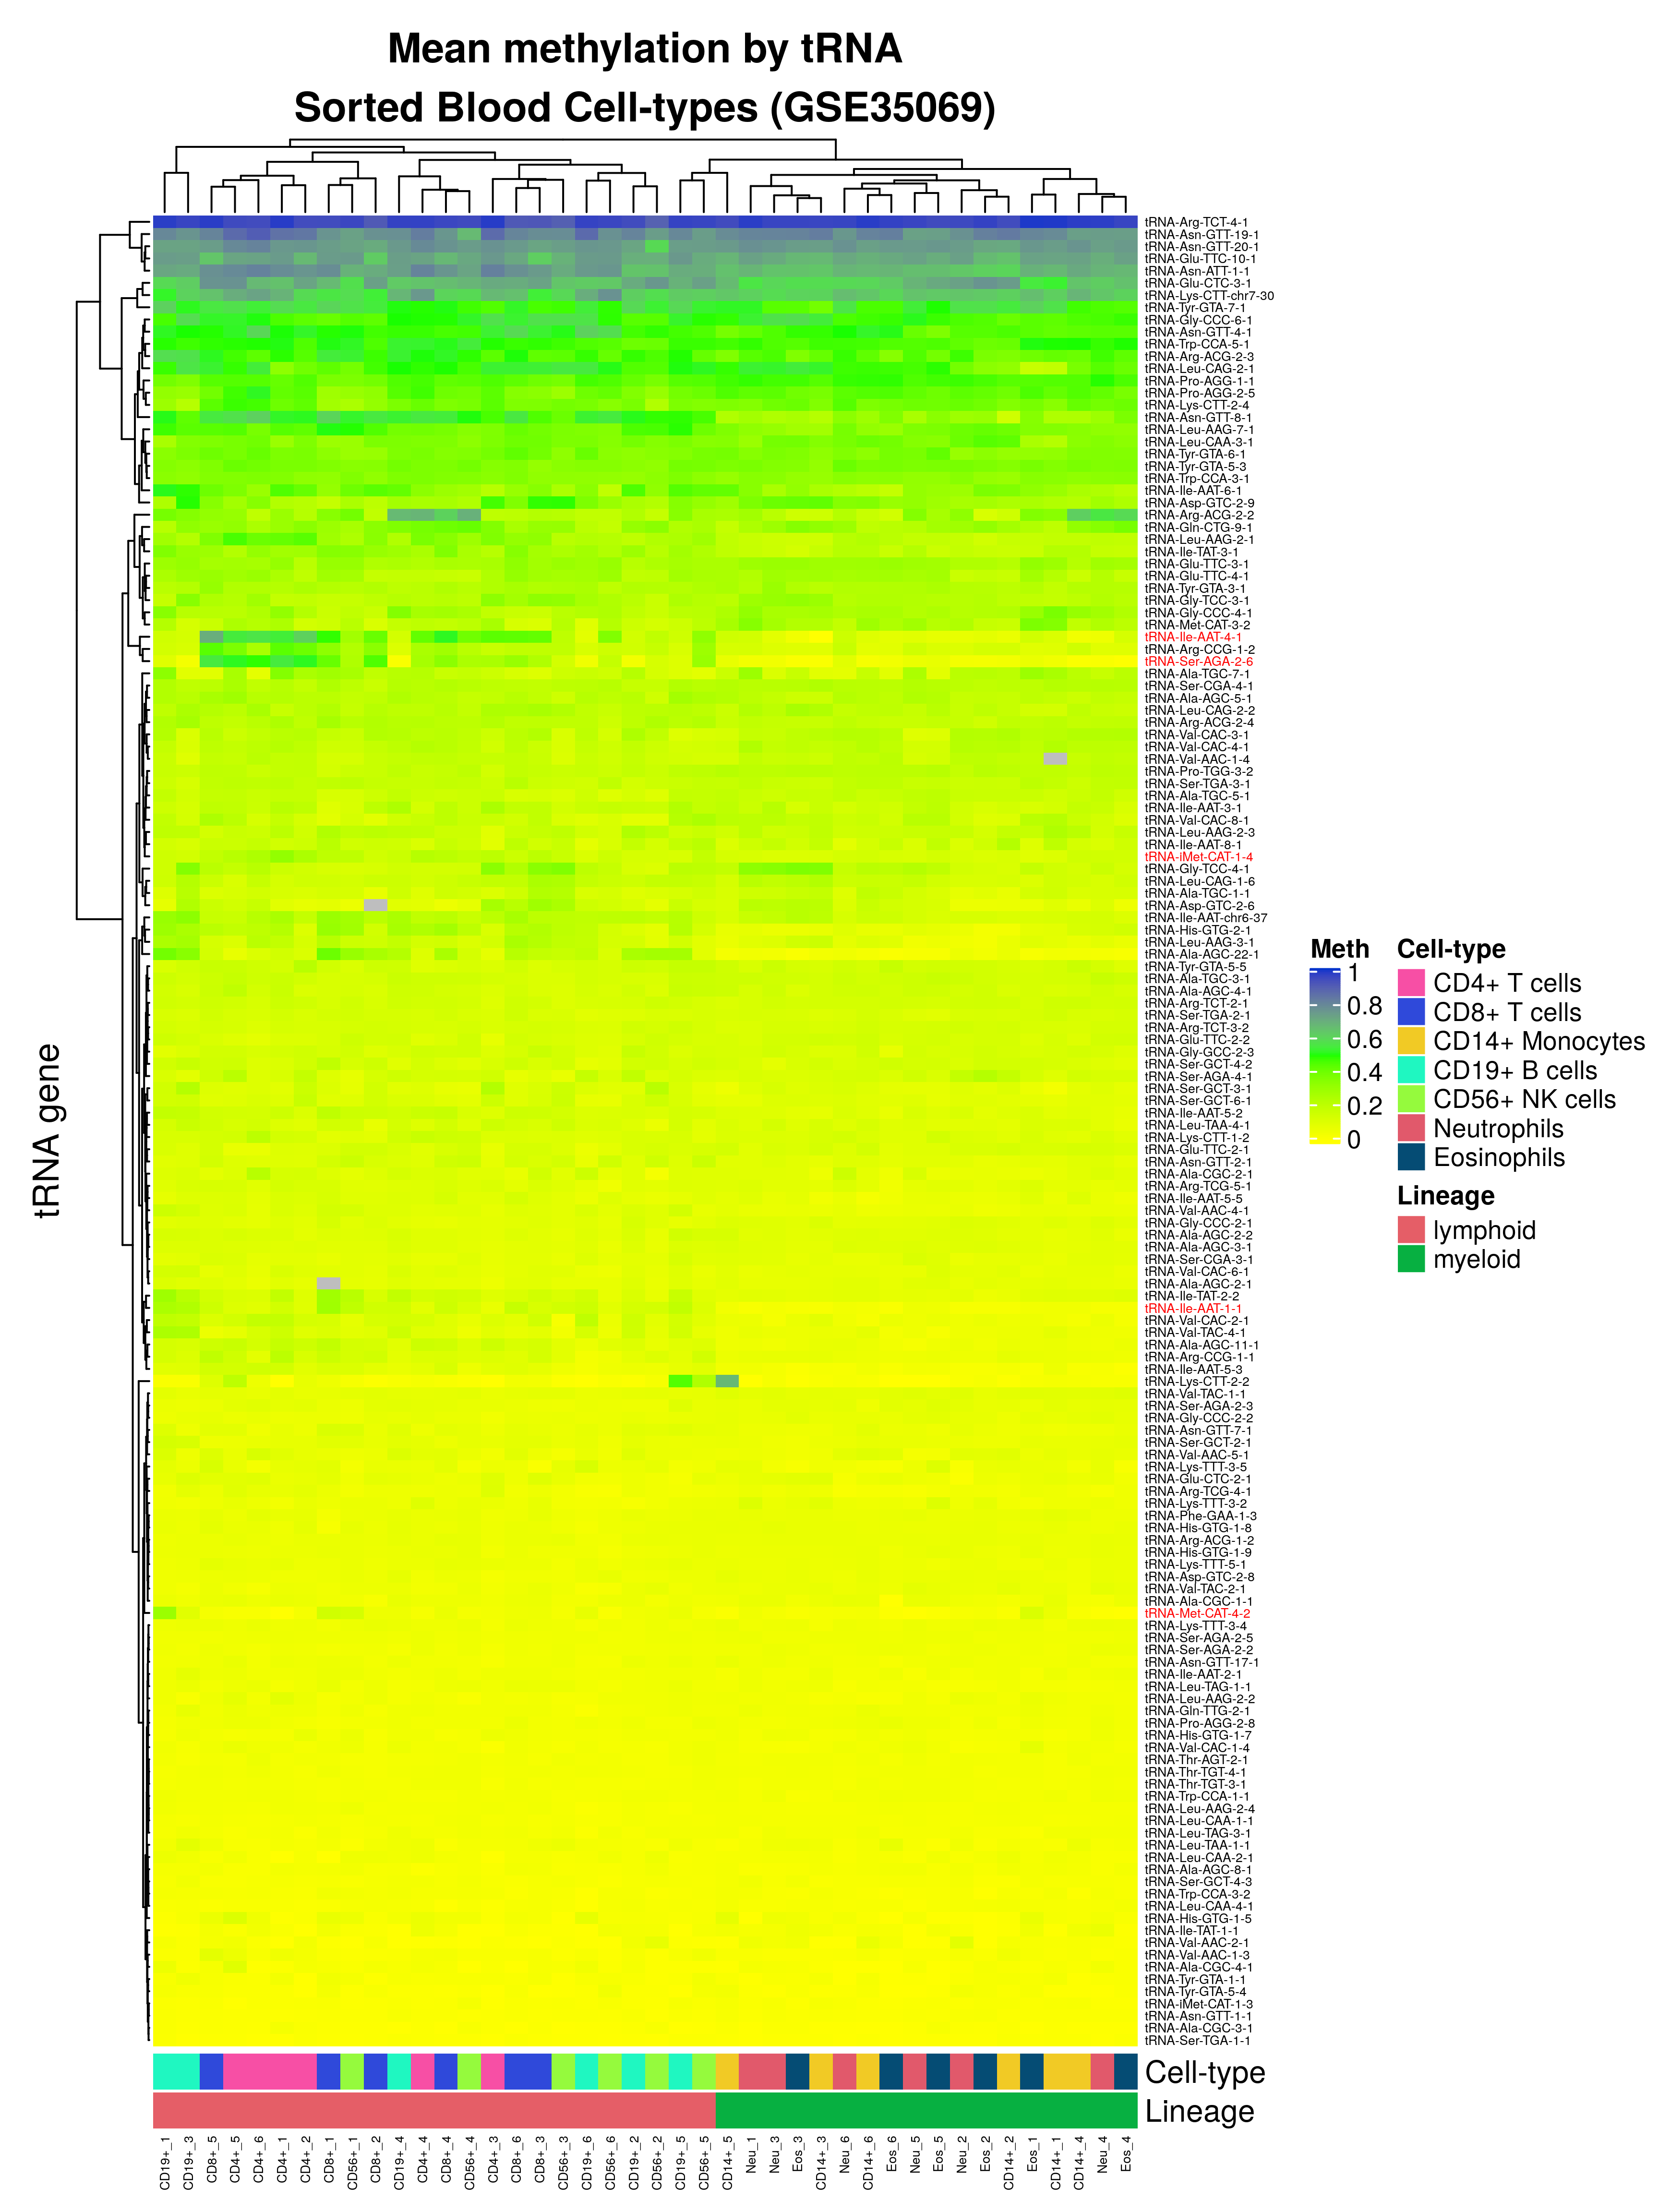 Mean methylation by tRNA
Sorted Blood Cell-types (GSE35069)
tRNA-Arg-TCT-4-1
tRNA-Asn-GTT-19-1
tRNA-Asn-GTT-20-1
tRNA-Glu-TTC-10-1
tRNA-Asn-ATT-1-1
tRNA-Glu-CTC-3-1
tRNA-Lys-CTT-chr7-30
tRNA-Tyr-GTA-7-1
tRNA-Gly-CCC-6-1
tRNA-Asn-GTT-4-1
tRNA-Trp-CCA-5-1
tRNA-Arg-ACG-2-3
tRNA-Leu-CAG-2-1
tRNA-Pro-AGG-1-1
tRNA-Pro-AGG-2-5
tRNA-Lys-CTT-2-4
tRNA-Asn-GTT-8-1
tRNA-Leu-AAG-7-1
tRNA-Leu-CAA-3-1
tRNA-Tyr-GTA-6-1
tRNA-Tyr-GTA-5-3
tRNA-Trp-CCA-3-1
tRNA-Ile-AAT-6-1
tRNA-Asp-GTC-2-9
tRNA-Arg-ACG-2-2
tRNA-Gln-CTG-9-1
tRNA-Leu-AAG-2-1
tRNA-Ile-TAT-3-1
tRNA-Glu-TTC-3-1
tRNA-Glu-TTC-4-1
tRNA-Tyr-GTA-3-1
tRNA-Gly-TCC-3-1
tRNA-Gly-CCC-4-1
tRNA-Met-CAT-3-2
tRNA-Ile-AAT-4-1
tRNA-Arg-CCG-1-2
tRNA-Ser-AGA-2-6
tRNA-Ala-TGC-7-1
tRNA-Ser-CGA-4-1
tRNA-Ala-AGC-5-1
tRNA-Leu-CAG-2-2
tRNA-Arg-ACG-2-4
tRNA-Val-CAC-3-1
tRNA-Val-CAC-4-1
tRNA-Val-AAC-1-4
tRNA-Pro-TGG-3-2
tRNA-Ser-TGA-3-1
tRNA-Ala-TGC-5-1
tRNA-Ile-AAT-3-1
tRNA-Val-CAC-8-1
tRNA-Leu-AAG-2-3
tRNA-Ile-AAT-8-1
tRNA-iMet-CAT-1-4
tRNA-Gly-TCC-4-1
tRNA-Leu-CAG-1-6
tRNA-Ala-TGC-1-1
tRNA-Asp-GTC-2-6
tRNA-Ile-AAT-chr6-37
tRNA-His-GTG-2-1
tRNA-Leu-AAG-3-1
tRNA-Ala-AGC-22-1
tRNA-Tyr-GTA-5-5
tRNA-Ala-TGC-3-1
tRNA-Ala-AGC-4-1
tRNA-Arg-TCT-2-1
tRNA-Ser-TGA-2-1
tRNA-Arg-TCT-3-2
tRNA-Glu-TTC-2-2
tRNA-Gly-GCC-2-3
tRNA-Ser-GCT-4-2
tRNA-Ser-AGA-4-1
tRNA-Ser-GCT-3-1
tRNA-Ser-GCT-6-1
tRNA-Ile-AAT-5-2
tRNA-Leu-TAA-4-1
tRNA-Lys-CTT-1-2
tRNA-Glu-TTC-2-1
tRNA-Asn-GTT-2-1
tRNA-Ala-CGC-2-1
tRNA-Arg-TCG-5-1
tRNA-Ile-AAT-5-5
tRNA-Val-AAC-4-1
tRNA-Gly-CCC-2-1
tRNA-Ala-AGC-2-2
tRNA-Ala-AGC-3-1
tRNA-Ser-CGA-3-1
tRNA-Val-CAC-6-1
tRNA-Ala-AGC-2-1
tRNA-Ile-TAT-2-2
tRNA-Ile-AAT-1-1
tRNA-Val-CAC-2-1
tRNA-Val-TAC-4-1
tRNA-Ala-AGC-11-1
tRNA-Arg-CCG-1-1
tRNA-Ile-AAT-5-3
tRNA-Lys-CTT-2-2
tRNA-Val-TAC-1-1
tRNA-Ser-AGA-2-3
tRNA-Gly-CCC-2-2
tRNA-Asn-GTT-7-1
tRNA-Ser-GCT-2-1
tRNA-Val-AAC-5-1
tRNA-Lys-TTT-3-5
tRNA-Glu-CTC-2-1
tRNA-Arg-TCG-4-1
tRNA-Lys-TTT-3-2
tRNA-Phe-GAA-1-3
tRNA-His-GTG-1-8
tRNA-Arg-ACG-1-2
tRNA-His-GTG-1-9
tRNA-Lys-TTT-5-1
tRNA-Asp-GTC-2-8
tRNA-Val-TAC-2-1
tRNA-Ala-CGC-1-1
tRNA-Met-CAT-4-2
tRNA-Lys-TTT-3-4
tRNA-Ser-AGA-2-5
tRNA-Ser-AGA-2-2
tRNA-Asn-GTT-17-1
tRNA-Ile-AAT-2-1
tRNA-Leu-TAG-1-1
tRNA-Leu-AAG-2-2
tRNA-Gln-TTG-2-1
tRNA-Pro-AGG-2-8
tRNA-His-GTG-1-7
tRNA-Val-CAC-1-4
tRNA-Thr-AGT-2-1
tRNA-Thr-TGT-4-1
tRNA-Thr-TGT-3-1
tRNA-Trp-CCA-1-1
tRNA-Leu-AAG-2-4
tRNA-Leu-CAA-1-1
tRNA-Leu-TAG-3-1
tRNA-Leu-TAA-1-1
tRNA-Leu-CAA-2-1
tRNA-Ala-AGC-8-1
tRNA-Ser-GCT-4-3
tRNA-Trp-CCA-3-2
tRNA-Leu-CAA-4-1
tRNA-His-GTG-1-5
tRNA-Ile-TAT-1-1
tRNA-Val-AAC-2-1
tRNA-Val-AAC-1-3
tRNA-Ala-CGC-4-1
tRNA-Tyr-GTA-1-1
tRNA-Tyr-GTA-5-4
tRNA-iMet-CAT-1-3
tRNA-Asn-GTT-1-1
tRNA-Ala-CGC-3-1
tRNA-Ser-TGA-1-1
tRNA gene
Meth
1
0.8
0.6
0.4
0.2
0
Cell-type
CD4+ T cells
CD8+ T cells
CD14+ Monocytes
CD19+ B cells
CD56+ NK cells
Neutrophils
Eosinophils
Lineage
lymphoid
myeloid
Cell-type
Lineage
CD19+_1
CD19+_3
CD8+_5
CD4+_5
CD4+_6
CD4+_1
CD4+_2
CD8+_1
CD56+_1
CD8+_2
CD19+_4
CD4+_4
CD8+_4
CD56+_4
CD4+_3
CD8+_6
CD8+_3
CD56+_3
CD19+_6
CD56+_6
CD19+_2
CD56+_2
CD19+_5
CD56+_5
CD14+_5
Neu_1
Neu_3
Eos_3
CD14+_3
Neu_6
CD14+_6
Eos_6
Neu_5
Eos_5
Neu_2
Eos_2
CD14+_2
Eos_1
CD14+_1
CD14+_4
Neu_4
Eos_4